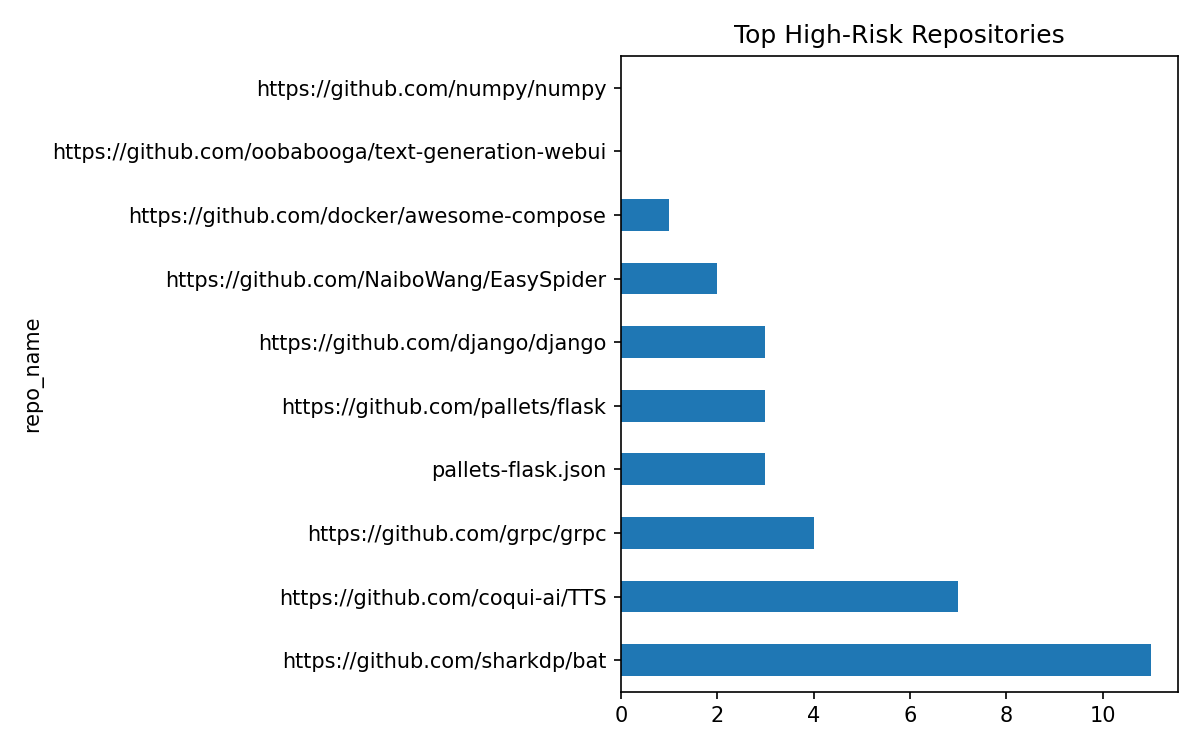 Top High-Risk Repositories
https://github.com/numpy/numpy
https://github.com/oobabooga/text-generation-webui
https://github.com/docker/awesome-compose
https://github.com/NaiboWang/EasySpider
https://github.com/django/django
https://github.com/pallets/flask
pallets-flask.json
https://github.com/grpc/grpc
https://github.com/coqui-ai/TTS
https://github.com/sharkdp/bat
repo_name
0 2 4 6 8 10